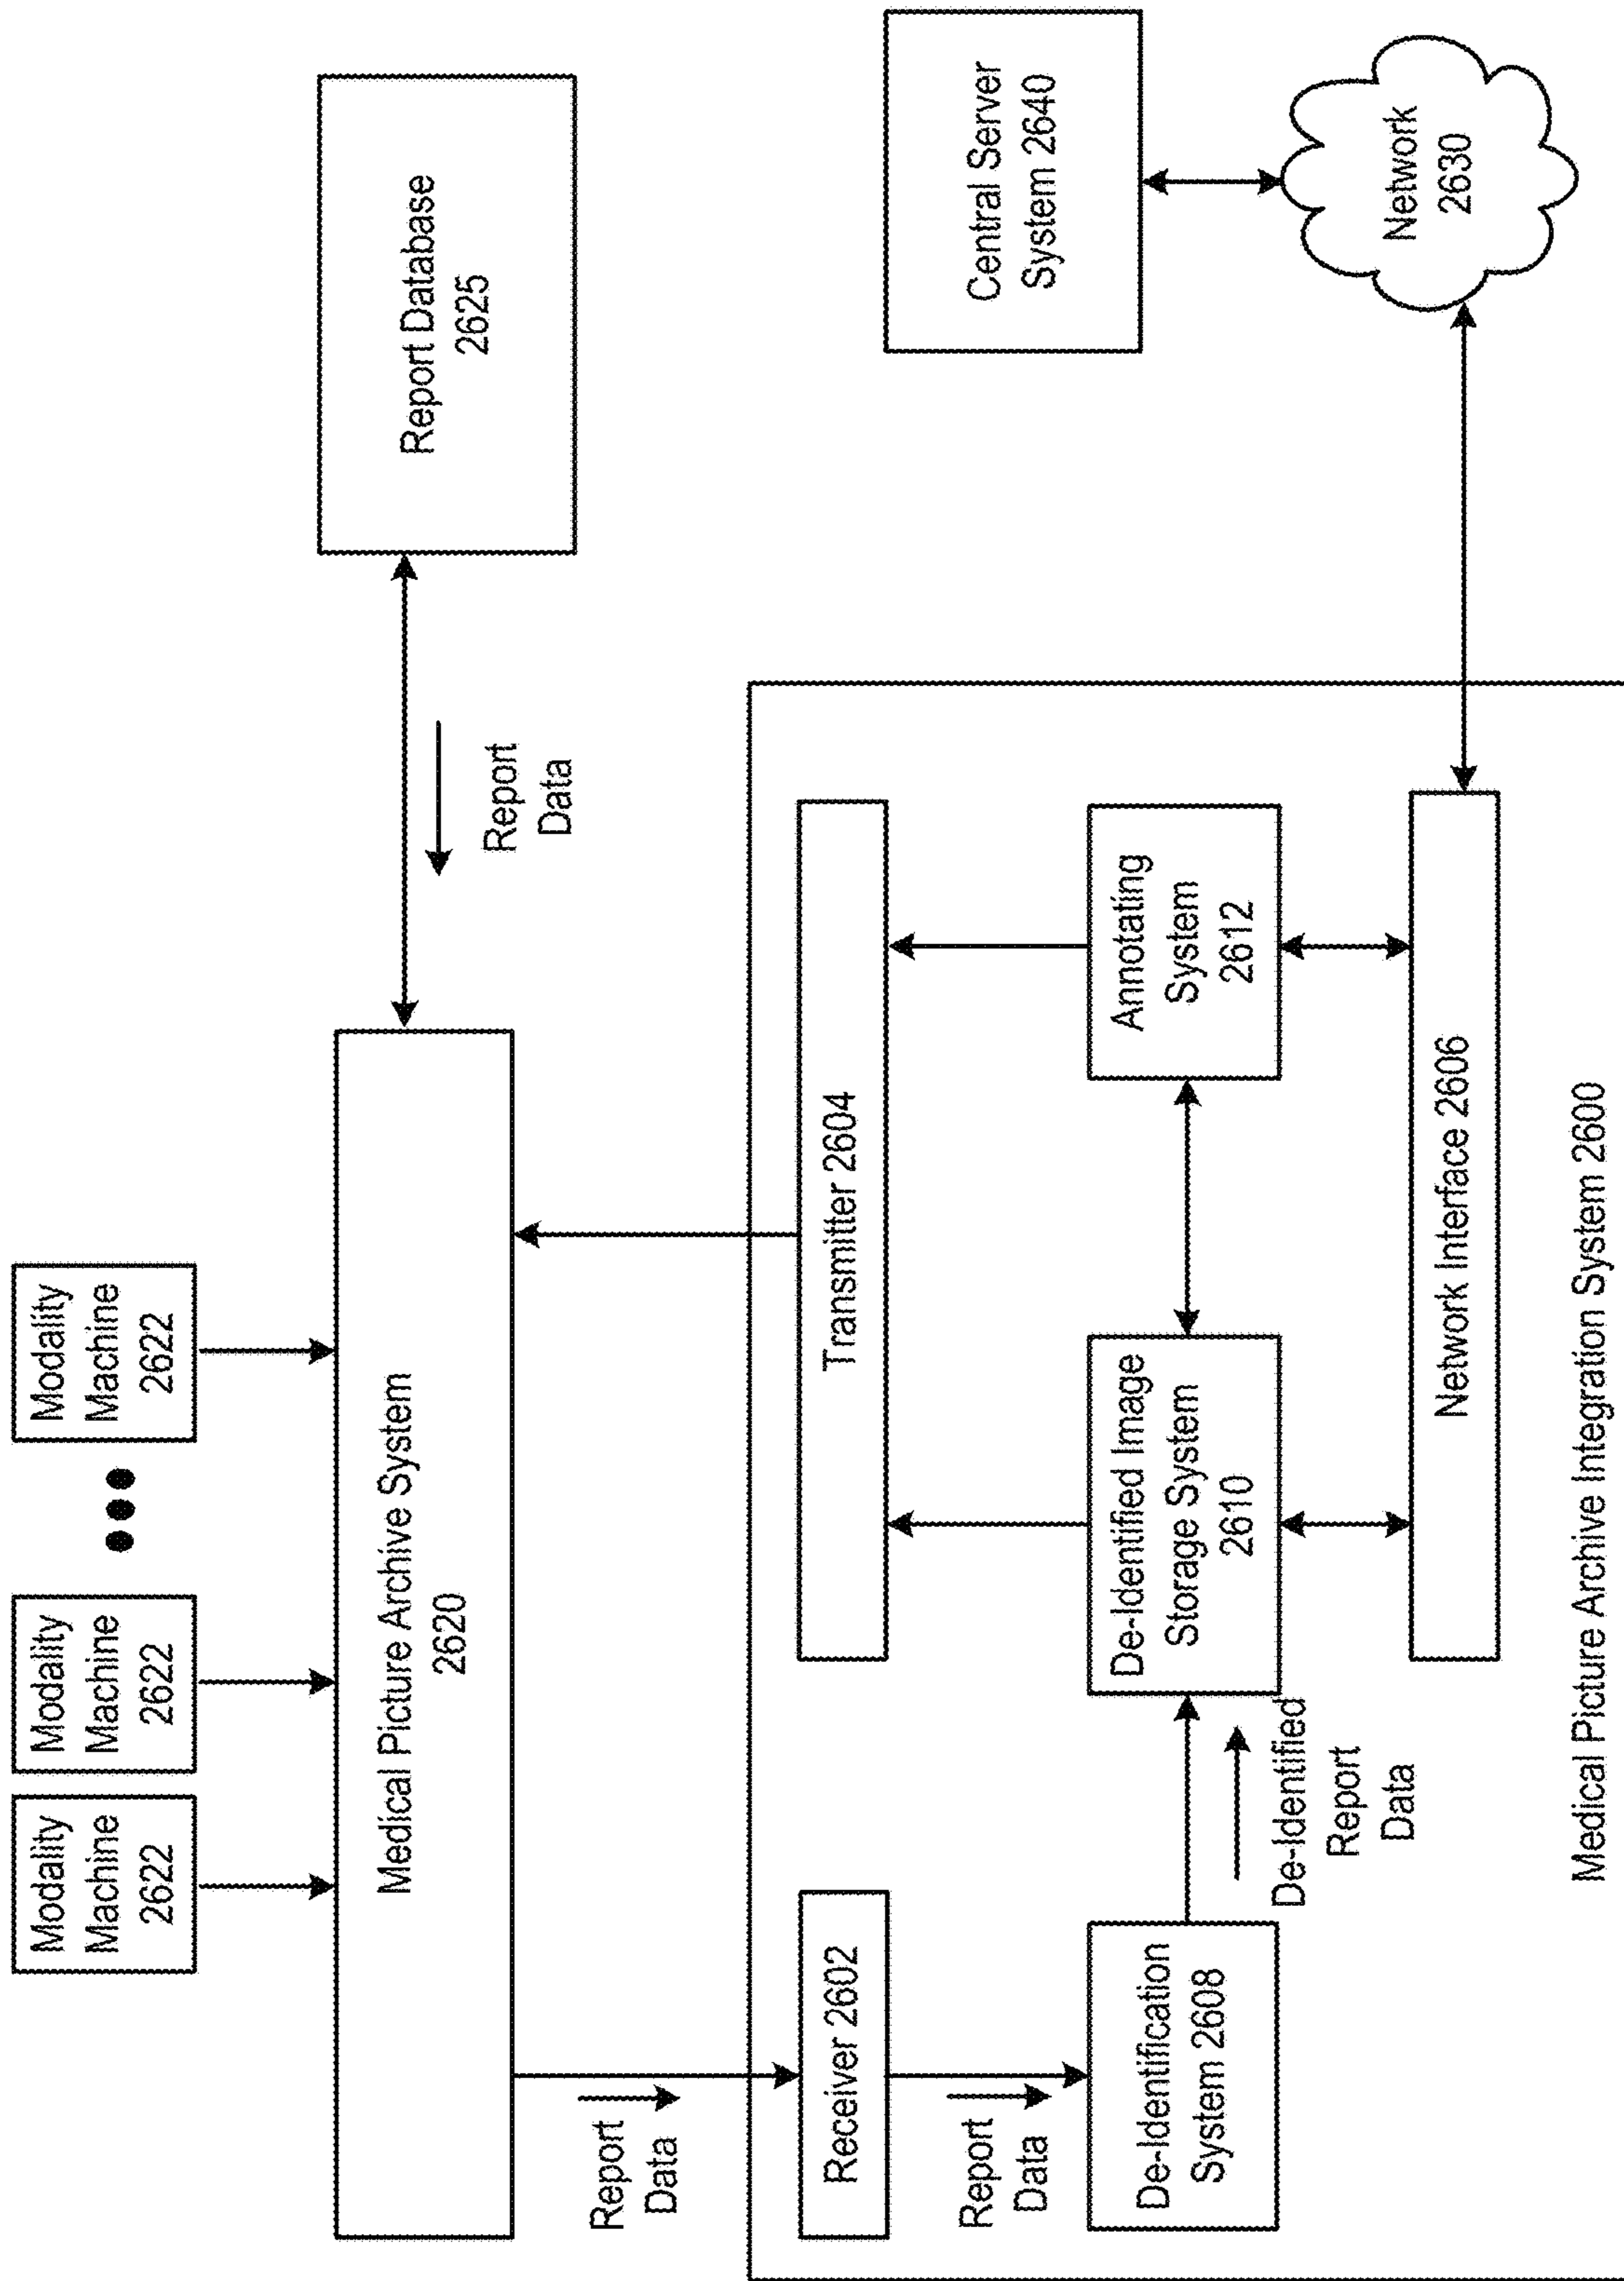 Modality
Machine
2622
Modality
Machine
2622
Modality
Machine
2622
Medical Picture Archive System
2620
Report Database
2625
Report
Data
Report
Data
Receiver 2602
Transmitter 2604
Report
Data
De-Identification
System 2608
De-Identified
Report
Data
De-Identified Image
Storage System
2610
Annotating
System
2612
Network Interface 2606
Medical Picture Archive Integration System 2600
Central Server
System 2640
Network
2630